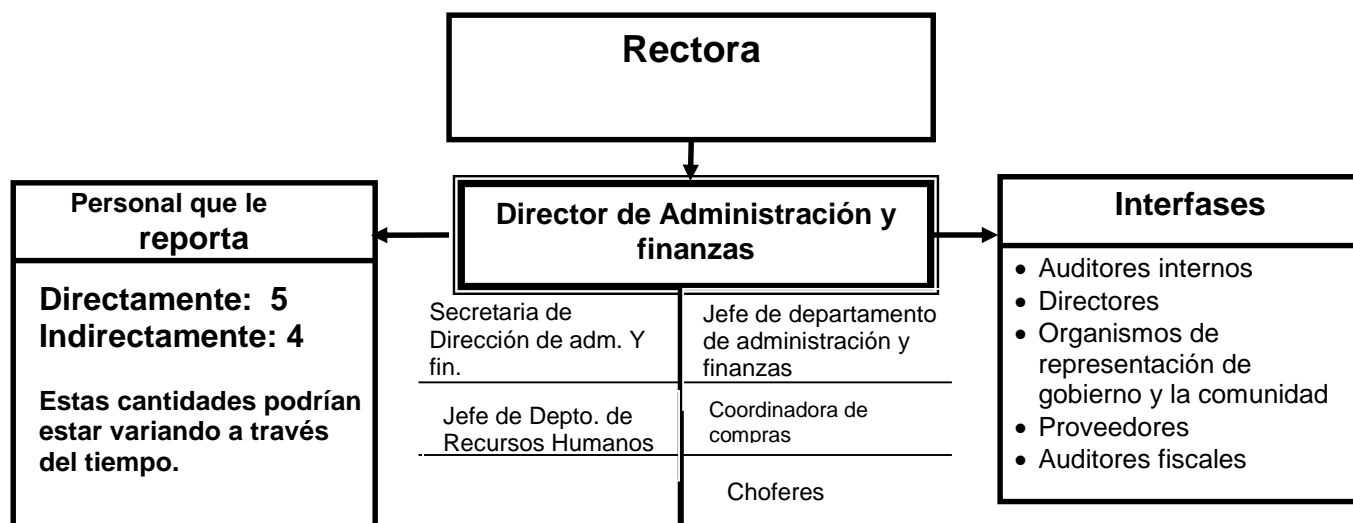 Rectora
Personal que le
reporta
Directamente: 5
Indirectamente: 4
Estas cantidades podrían
estar variando a través
del tiempo.
Director de Administración y
finanzas
Secretaria de
Dirección de adm. Y
fin.
Jefe de departamento
de administración y
finanzas
Jefe de Depto. de
Recursos Humanos
Coordinadora de
compras
Choferes
Interfases
• Auditores internos
• Directores
• Organismos de
representación de
gobierno y la comunidad
• Proveedores
• Auditores fiscales